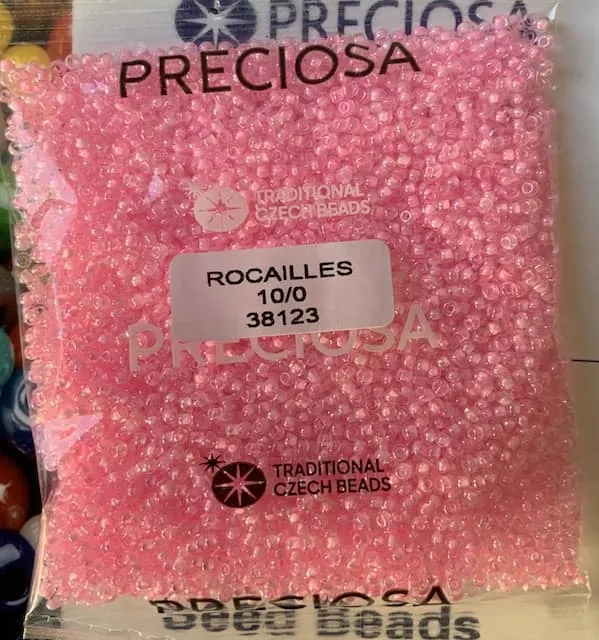 PRECIOSA
PRECIOSA
TRADITIONAL
CZECH BEADS
ROCAILLES
10/0
38123
PRECIOSA
TRADITIONAL
CZECH BEADS
PRECIOSA
Seed Beads